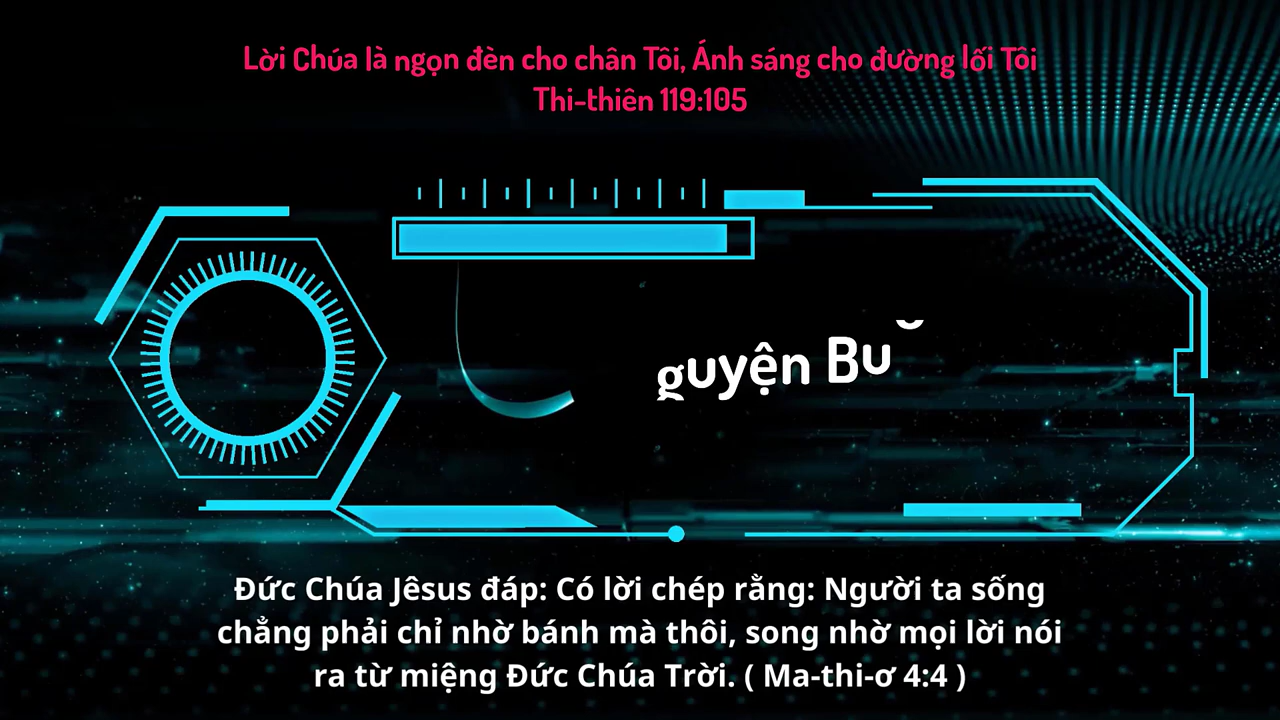 Lời Chúa là ngọn đèn cho chân Tôi, Ánh sáng cho đường lối Tôi
Thi-thiên 119:105
guyện Bu
Đức Chúa Jêsus đáp: Có lời chép rằng: Người ta sống
chẳng phải chỉ nhờ bánh mà thôi, song nhờ mọi lời nói
ra từ miệng Đức Chúa Trời. ( Ma-thi-ơ 4:4 )